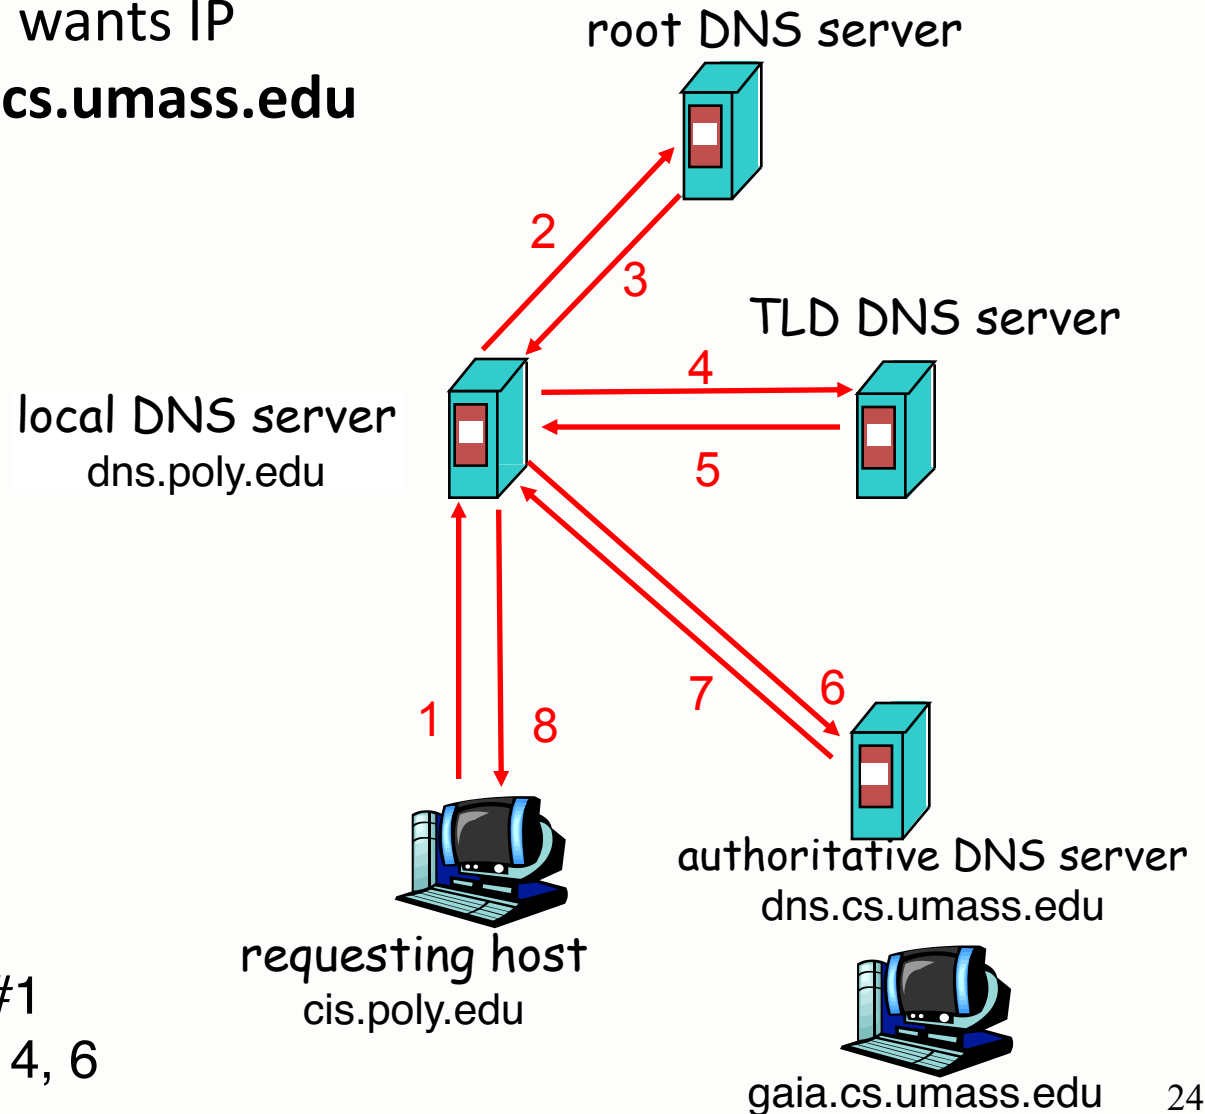 wants IP
cs.umass.edu
root DNS server
2
3
TLD DNS server
4
local DNS server
dns.poly.edu
5
7
6
1
8
authoritative DNS server
dns.cs.umass.edu
requesting host
cis.poly.edu
#1
4, 6
gaia.cs.umass.edu
24